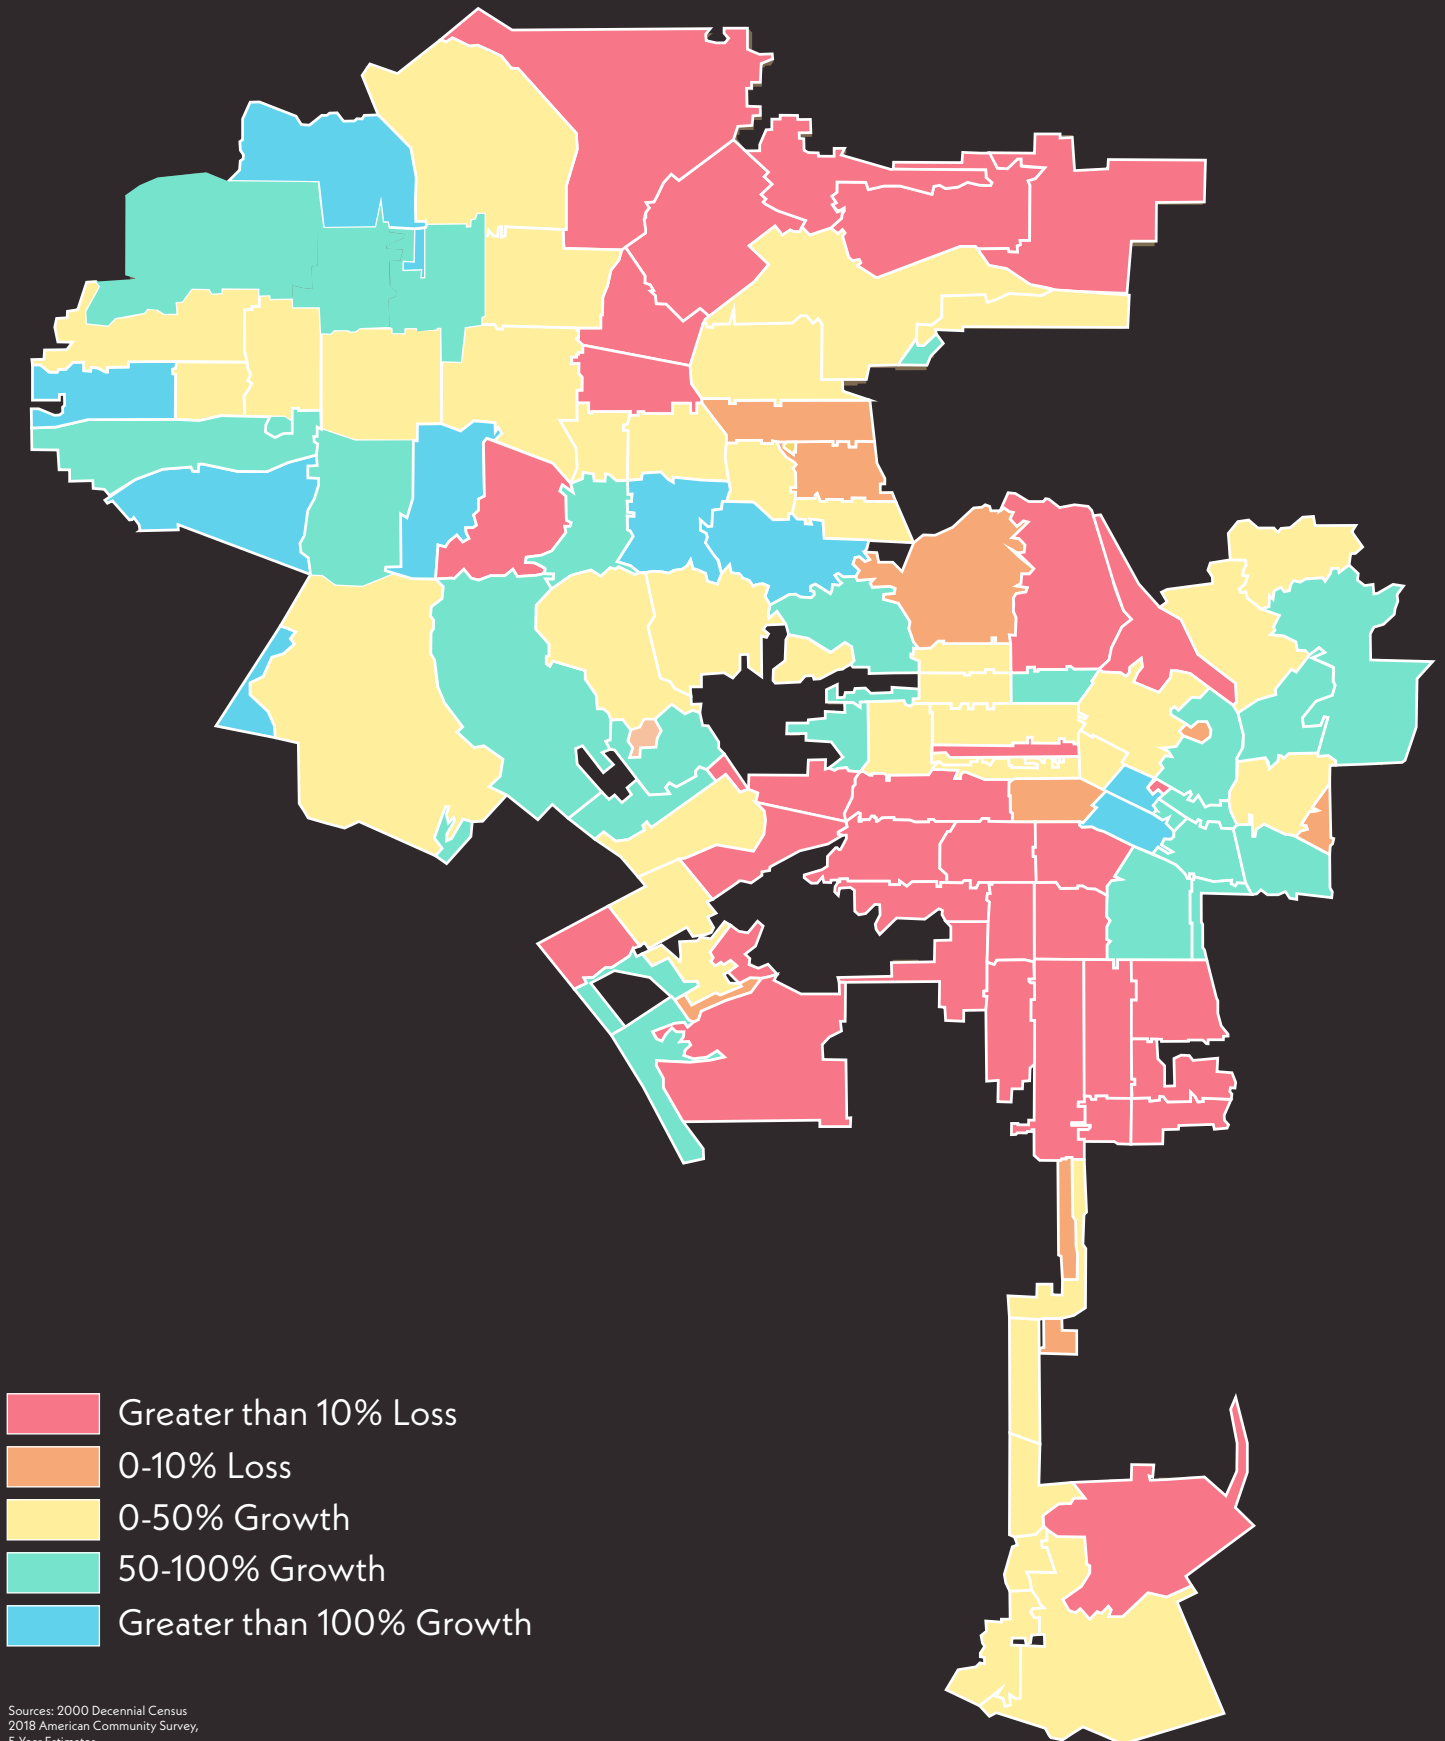 Greater than 10% Loss
0-10% Loss
0-50% Growth
50-100% Growth
Greater than 100% Growth
Sources: 2000 Decennial Census
2018 American Community Survey,